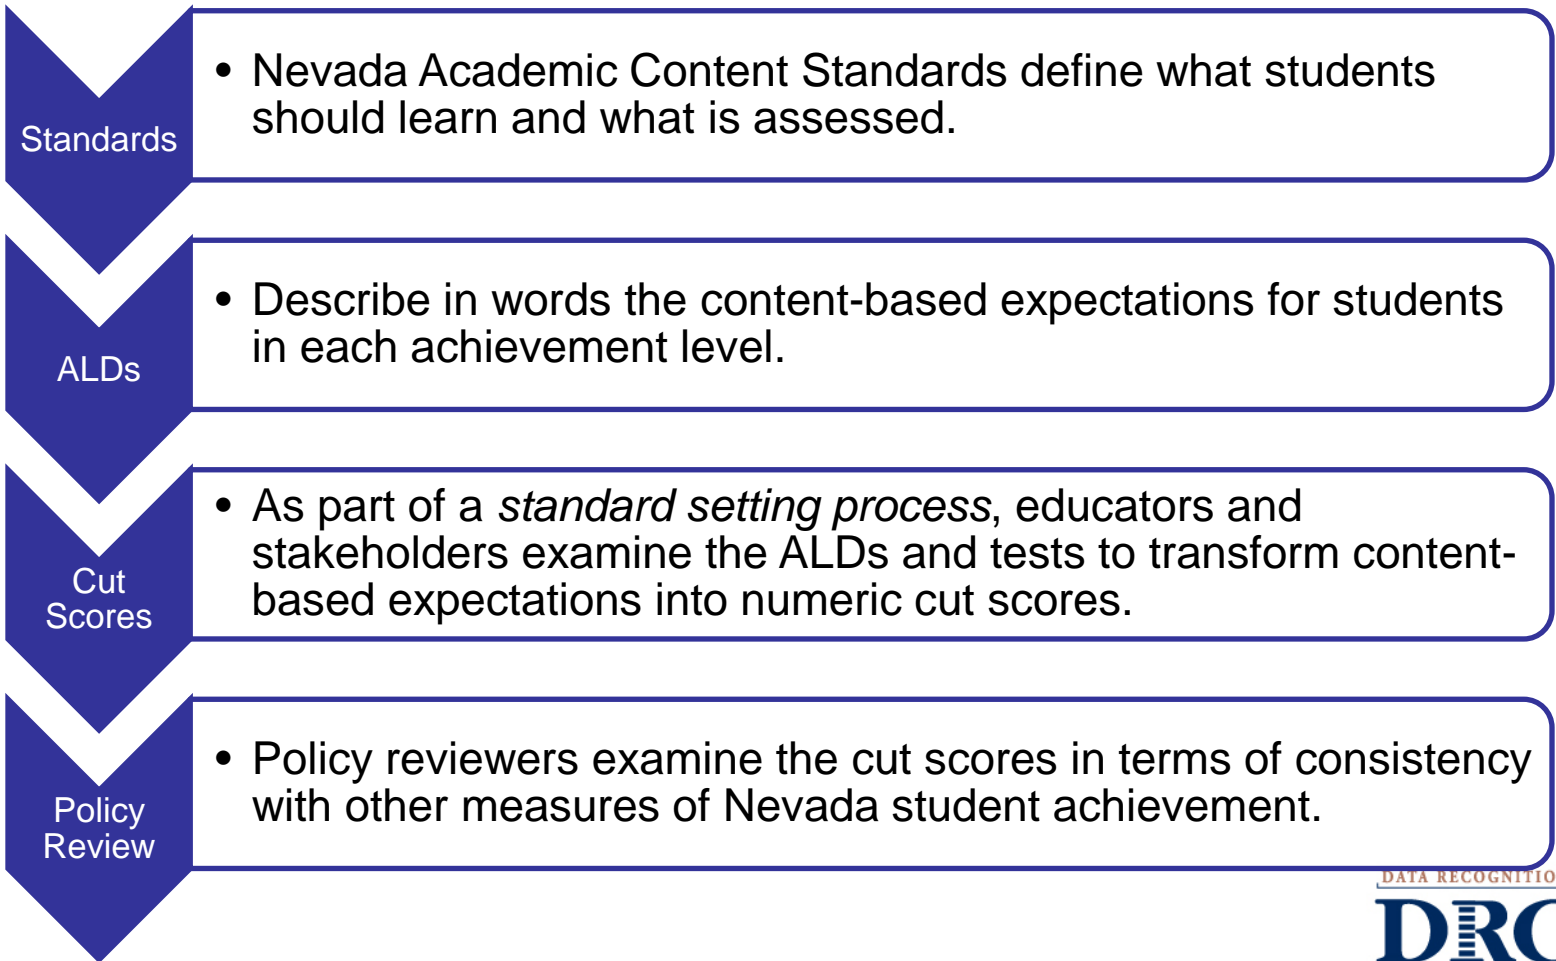 Standards
• Nevada Academic Content Standards define what students
should learn and what is assessed.
ALDs
• Describe in words the content-based expectations for students
in each achievement level.
Cut
Scores
• As part of a standard setting process, educators and
stakeholders examine the ALDs and tests to transform content-
based expectations into numeric cut scores.
Policy
Review
• Policy reviewers examine the cut scores in terms of consistency
with other measures of Nevada student achievement.
DATA RECOGNITIO
DRC